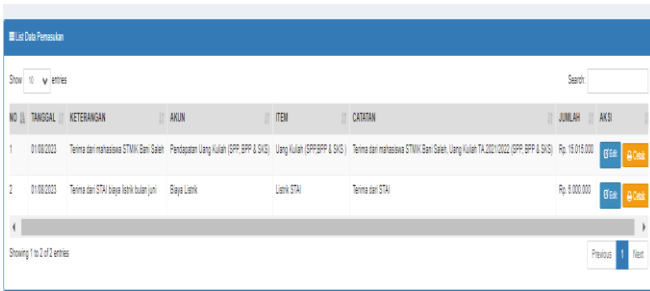 List Data Pemasukan
Show 10 entries Search:
NO TANGGAL KETERANGAN AKUN ITEM CATATAN JUMLAH AKSI
1 01/08/2023 Terima dari mahasiswa STMIK Bani Saleh Pendapatan Uang Kuliah (SPP, BPP & SKS) Uang Kuliah (SPP,BPP & SKS ) Terima dari mahasiswa STMIK Bani Saleh, Uang Kuliah TA.2021/2022 (SPP, BPP & SKS) Rp. 15.015.000 Edit Cetak
2 01/08/2023 Terima dari STAI biaya listrik bulan juni Biaya Listrik Listrik STAI Terima dari STAI Rp. 5.000.000 Edit Cetak
Showing 1 to 2 of 2 entries Previous 1 Next